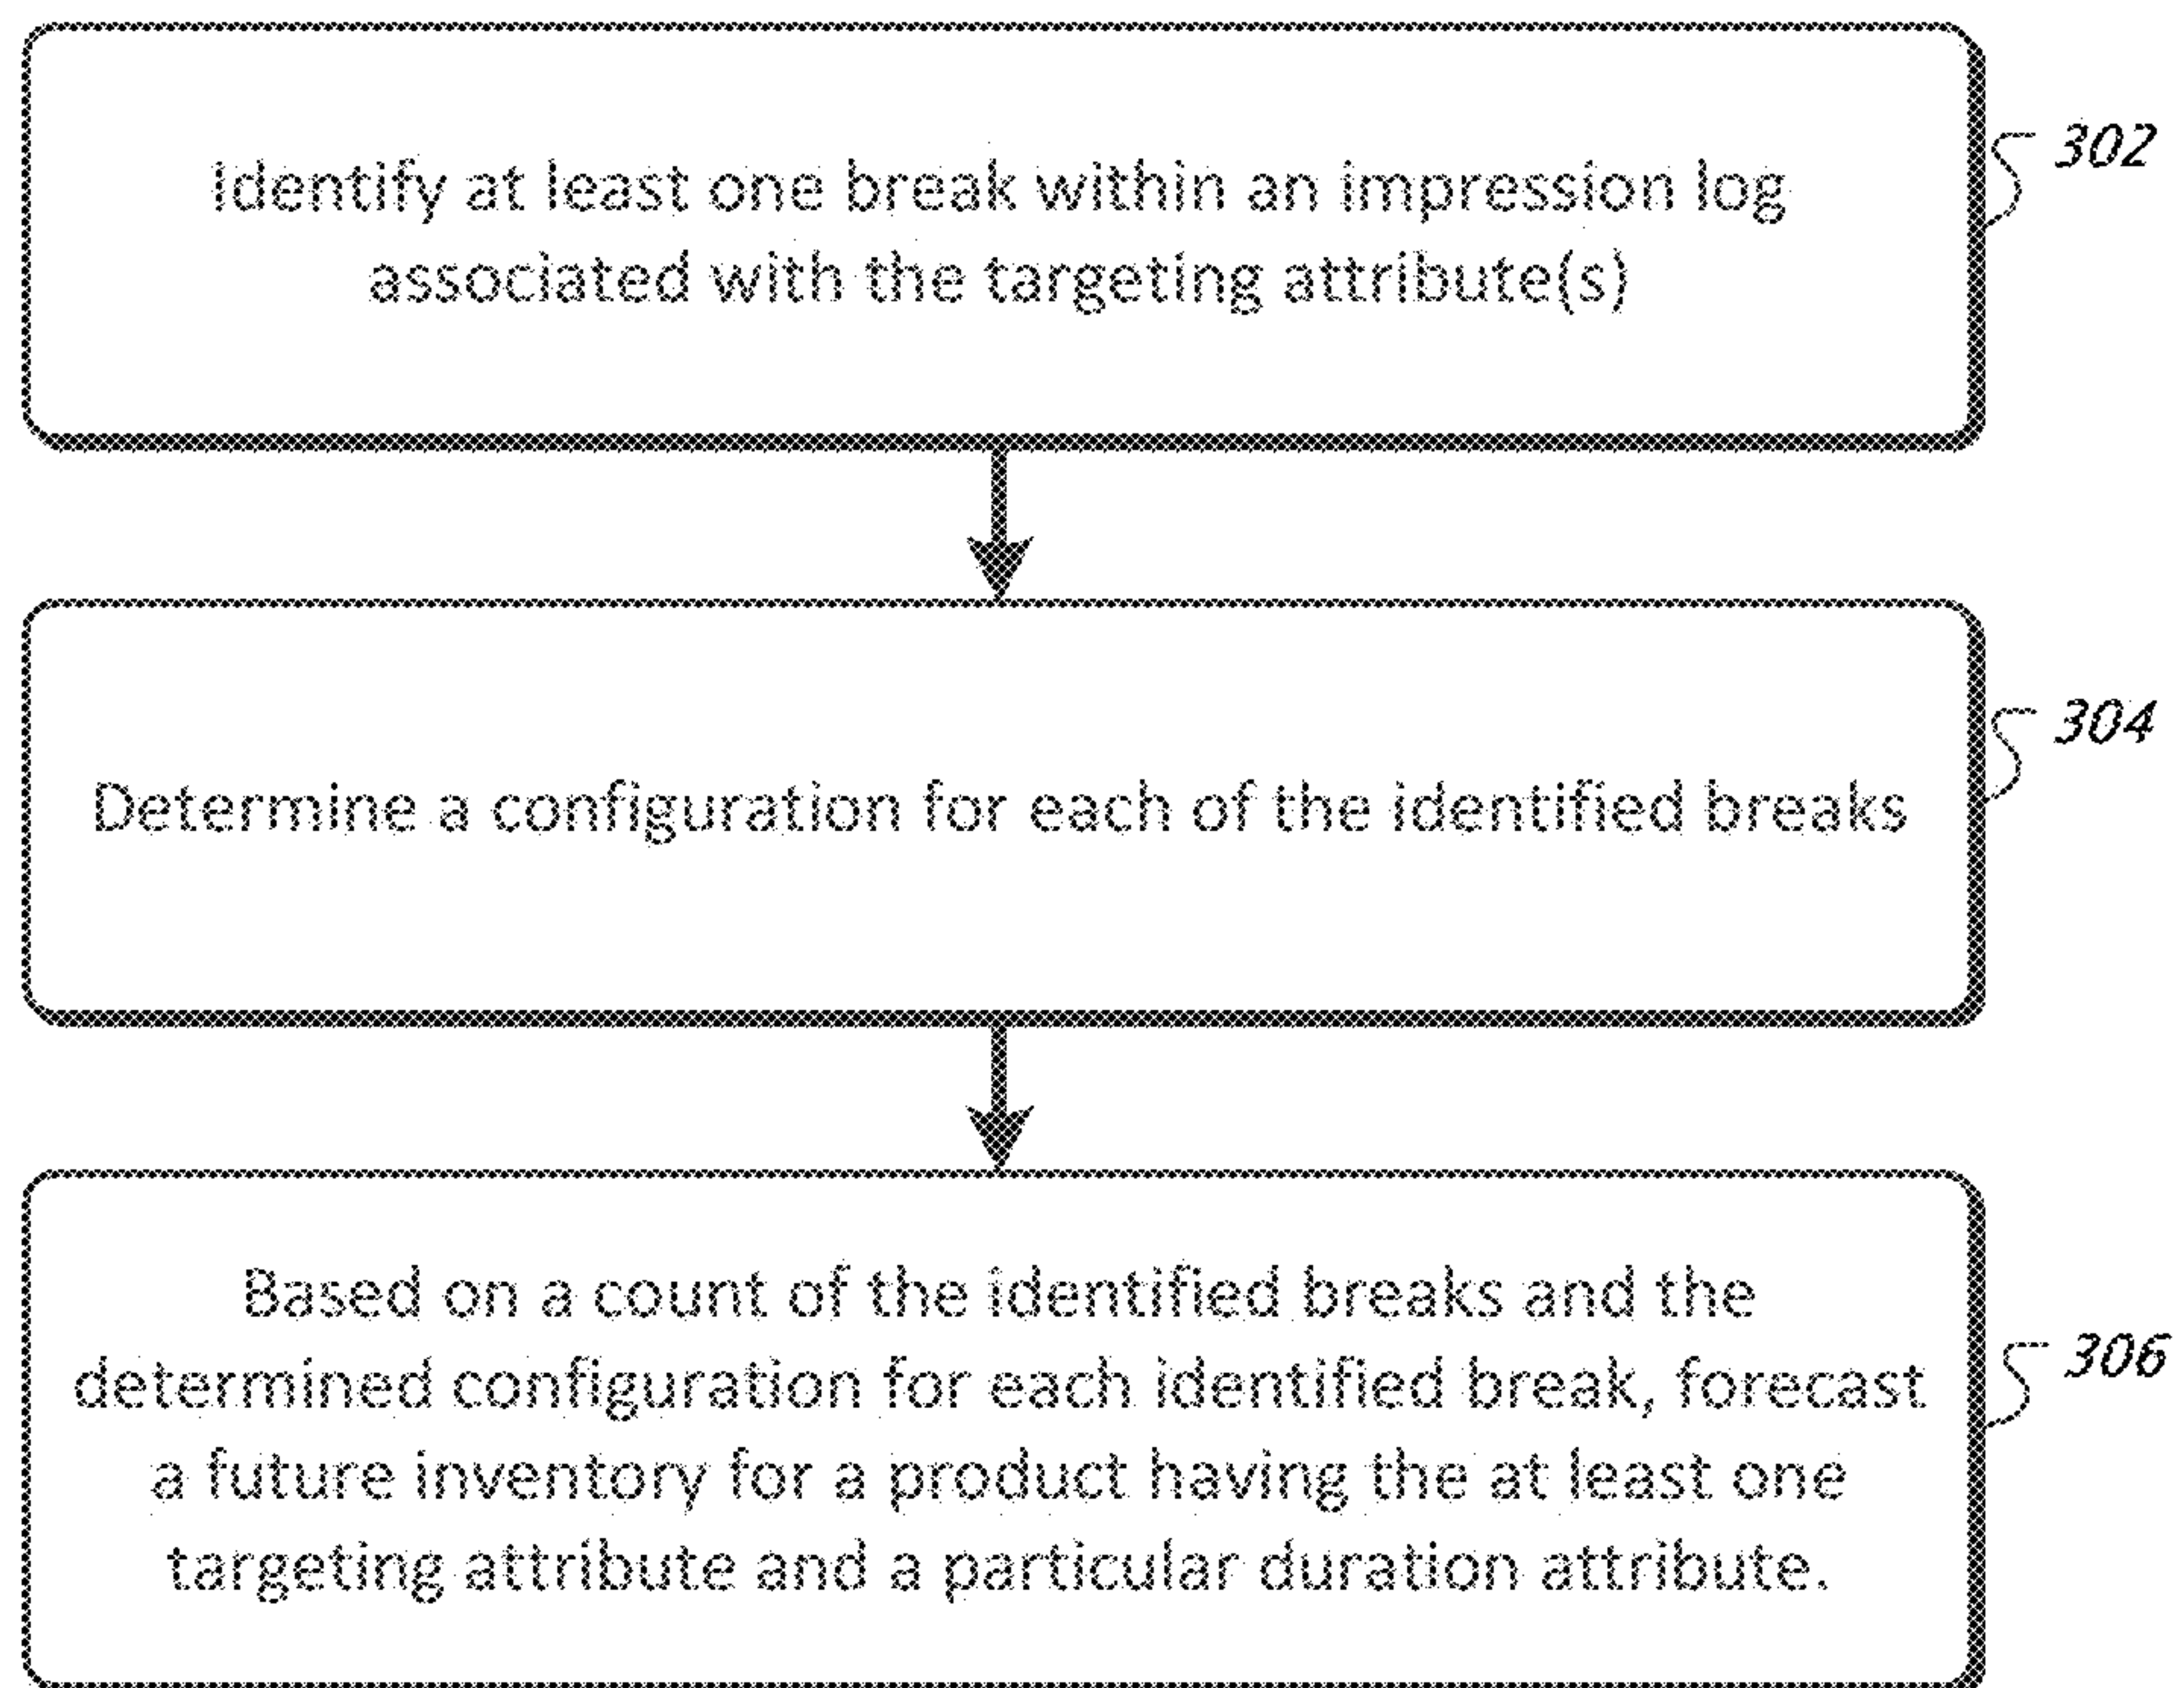 Identify at least one break within an impression log
associated with the targeting attribute(s)
302
Determine a configuration for each of the identified breaks
304
Based on a count of the identified breaks and the
determined configuration for each identified break, forecast
a future inventory for a product having the at least one
targeting attribute and a particular duration attribute.
306